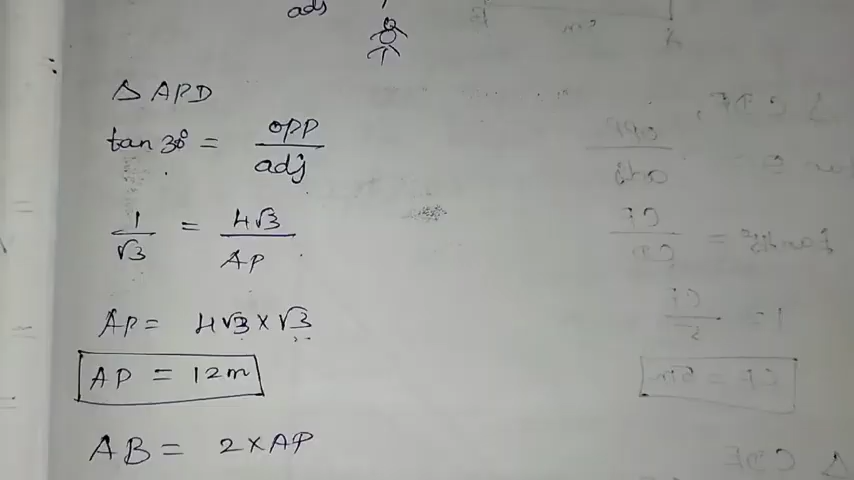 adj
Δ APD
tan 30° = opp/adj
1/√3 = 4√3/AP
AP = 4√3 × √3
AP = 12m
AB = 2×AP